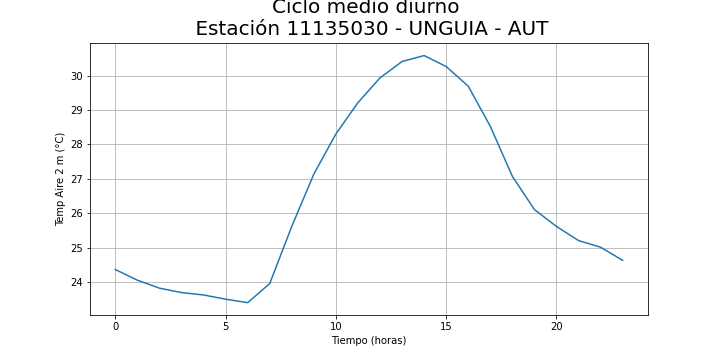 Ciclo medio diurno
Estación 11135030 - UNGUIA - AUT
30
29
28
27
26
25
24
Temp Aire 2 m (°C)
0 5 10 15 20
Tiempo (horas)